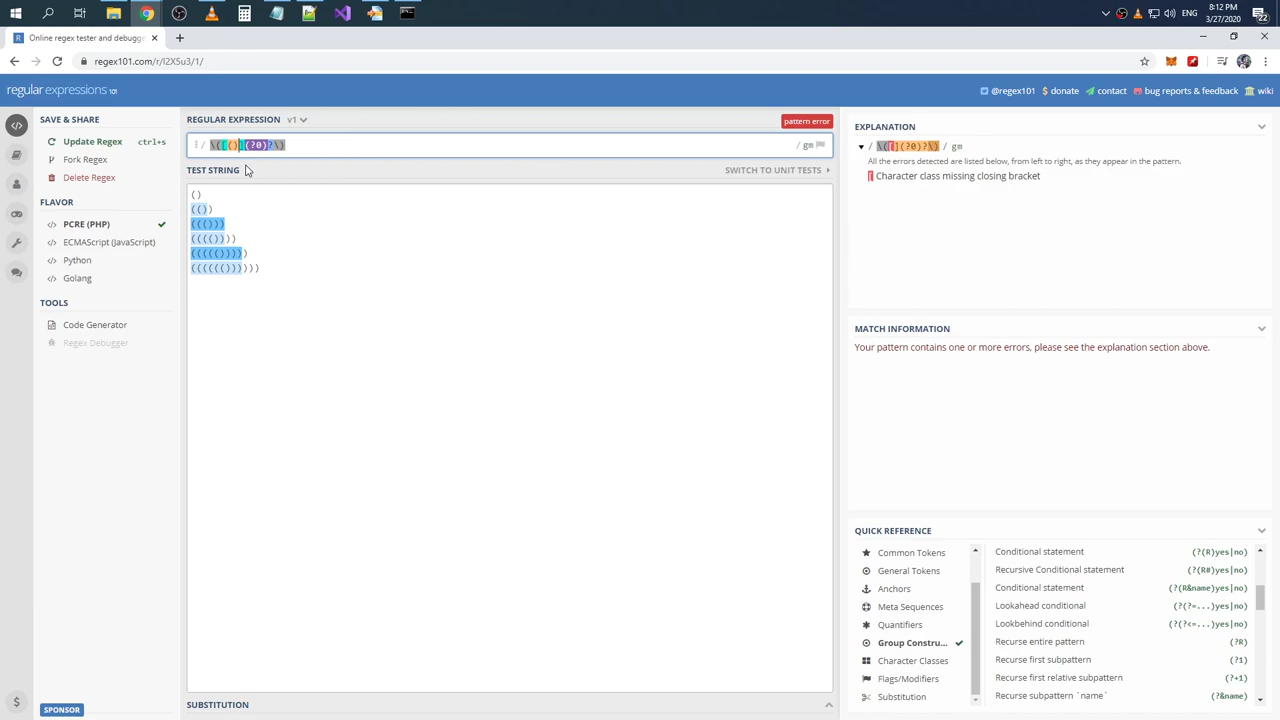 8:12 PM
ENG
3/27/2020
22
Online regex tester and debugge
regex101.com/r/I2X5u3/1/
regular expressions 101
@regex101
donate
contact
bug reports & feedback
wiki
SAVE & SHARE
Update Regex ctrl+s
Fork Regex
Delete Regex
FLAVOR
PCRE (PHP)
ECMAScript (JavaScript)
Python
Golang
TOOLS
Code Generator
Regex Debugger
SPONSOR
REGULAR EXPRESSION v1
pattern error
/ \([()](?0)?\) / gm
TEST STRING
SWITCH TO UNIT TESTS
()
(())
((()))
(((())))
((((()))))
(((((())))))
SUBSTITUTION
EXPLANATION
/ \([](?0)?\) / gm
All the errors detected are listed below, from left to right, as they appear in the pattern.
[ Character class missing closing bracket
MATCH INFORMATION
Your pattern contains one or more errors, please see the explanation section above.
QUICK REFERENCE
Common Tokens
General Tokens
Anchors
Meta Sequences
Quantifiers
Group Constru...
Character Classes
Flags/Modifiers
Substitution
Conditional statement (?(R)yes|no)
Recursive Conditional statement (?(R#)yes|no)
Conditional statement (?(R&name)yes|no)
Lookahead conditional (?(?=...)yes|no)
Lookbehind conditional (?(?<=...)yes|no)
Recurse entire pattern (?R)
Recurse first subpattern (?1)
Recurse first relative subpattern (?+1)
Recurse subpattern `name` (?&name)